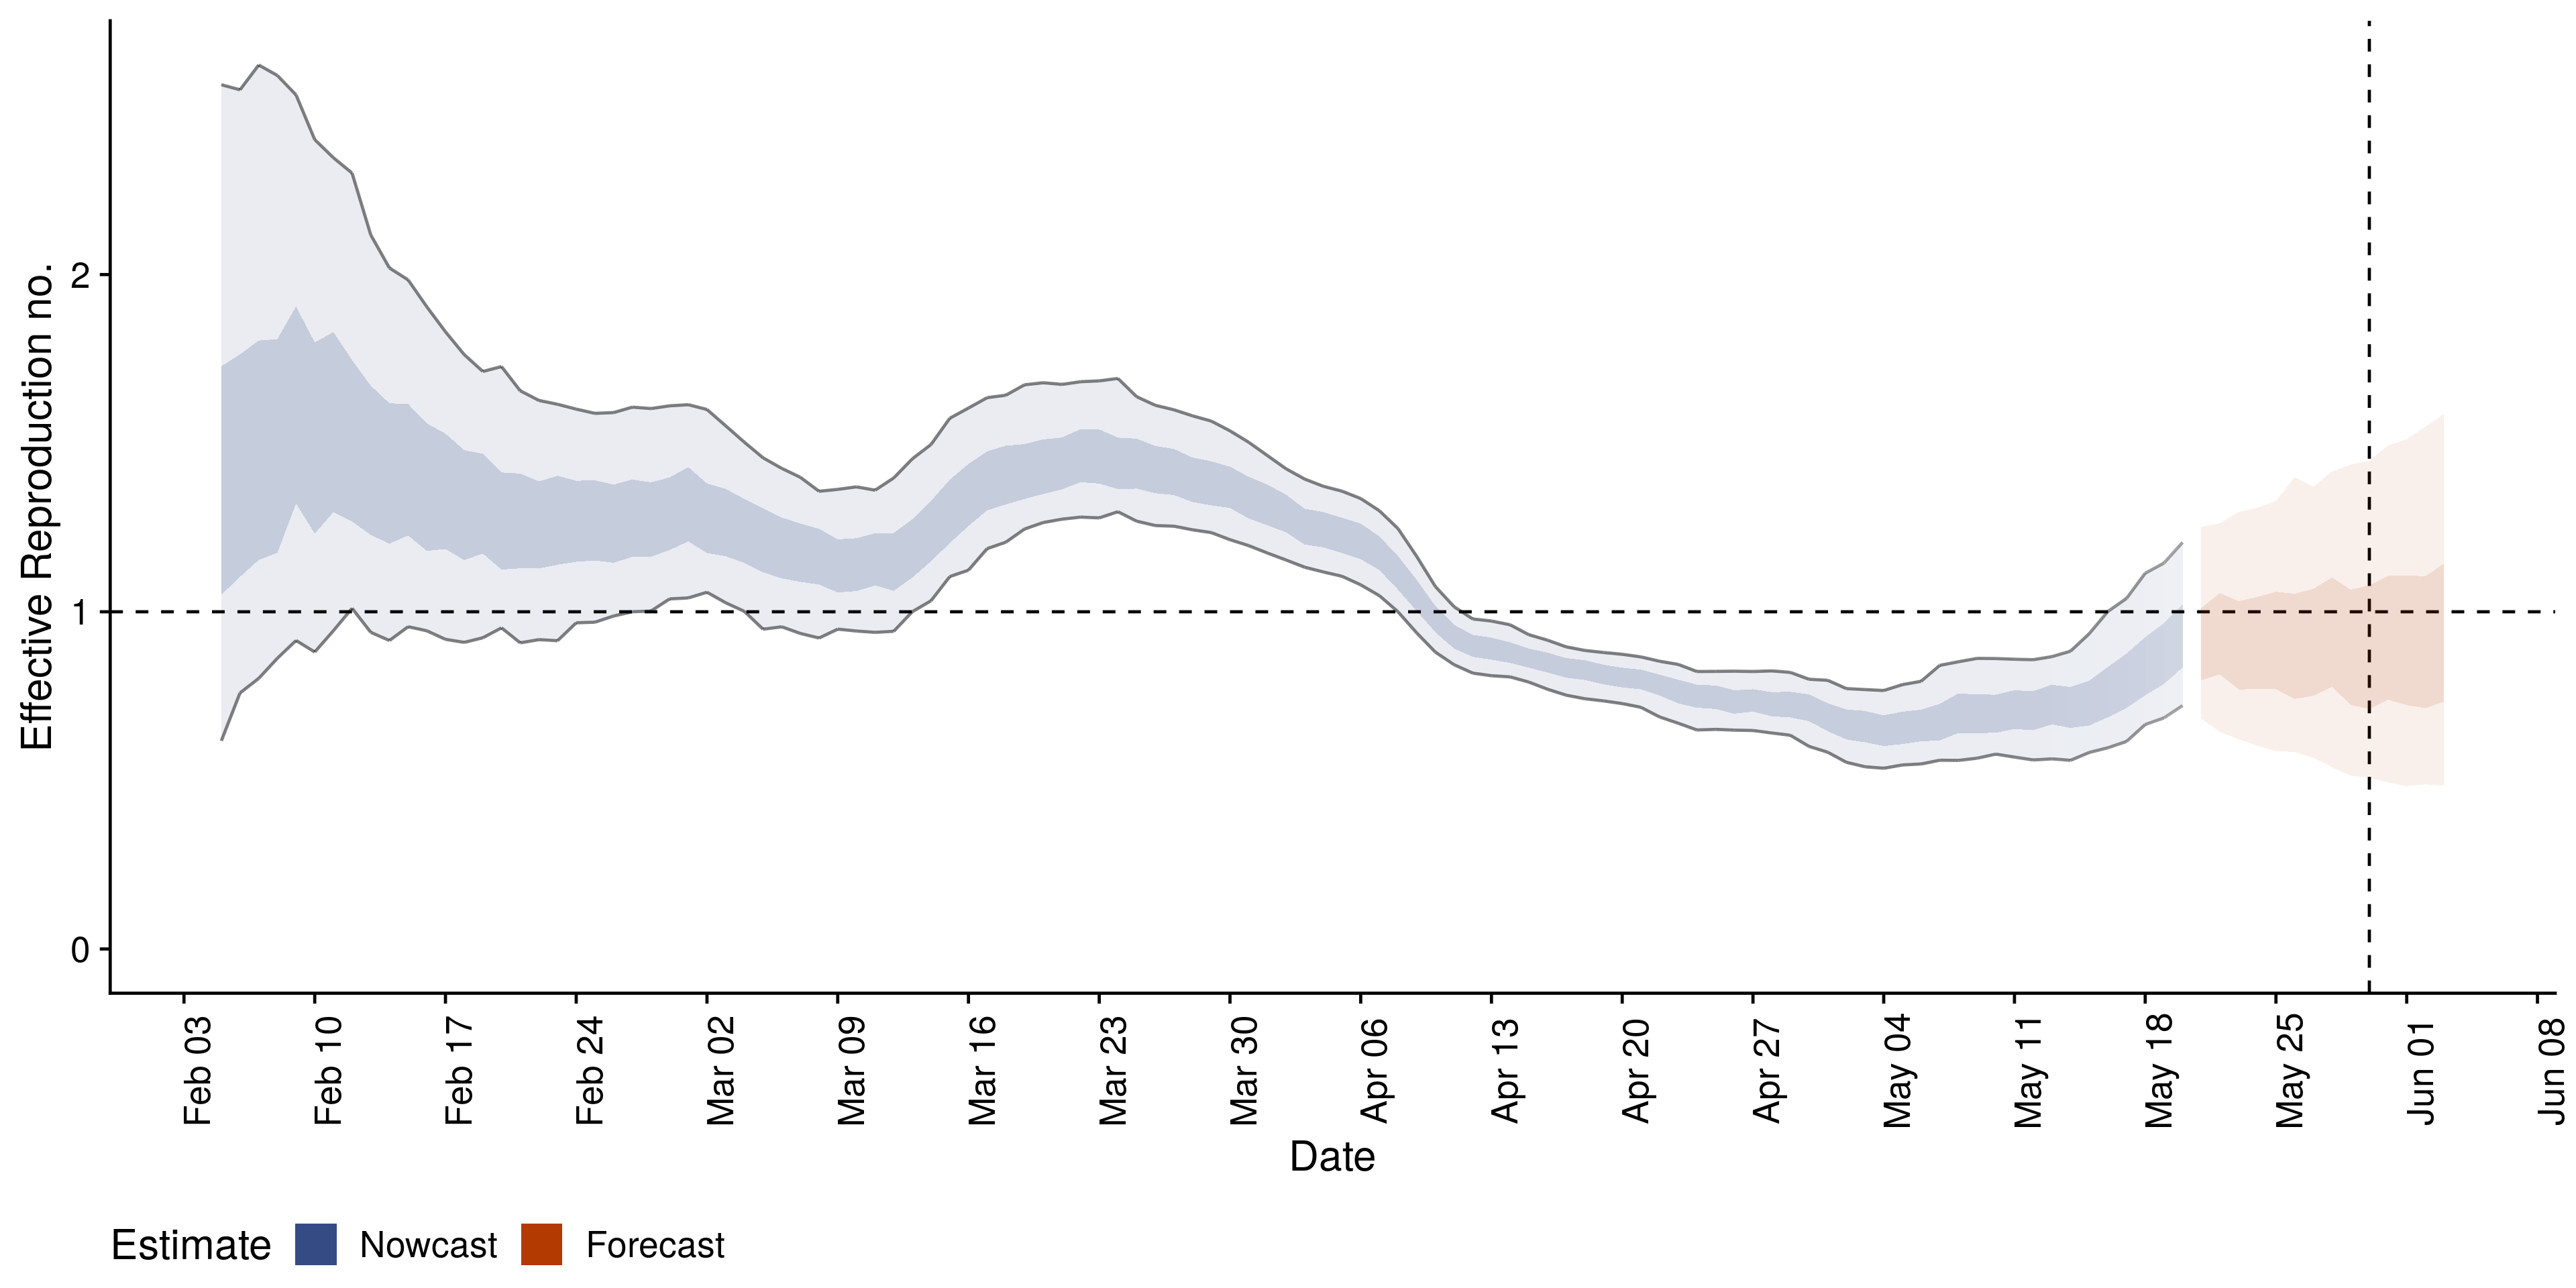 Effective Reproduction no.
2
1
0
Feb 03
Feb 10
Feb 17
Feb 24
Mar 02
Mar 09
Mar 16
Mar 23
Mar 30
Apr 06
Apr 13
Apr 20
Apr 27
May 04
May 11
May 18
May 25
Jun 01
Jun 08
Date
Estimate Nowcast Forecast